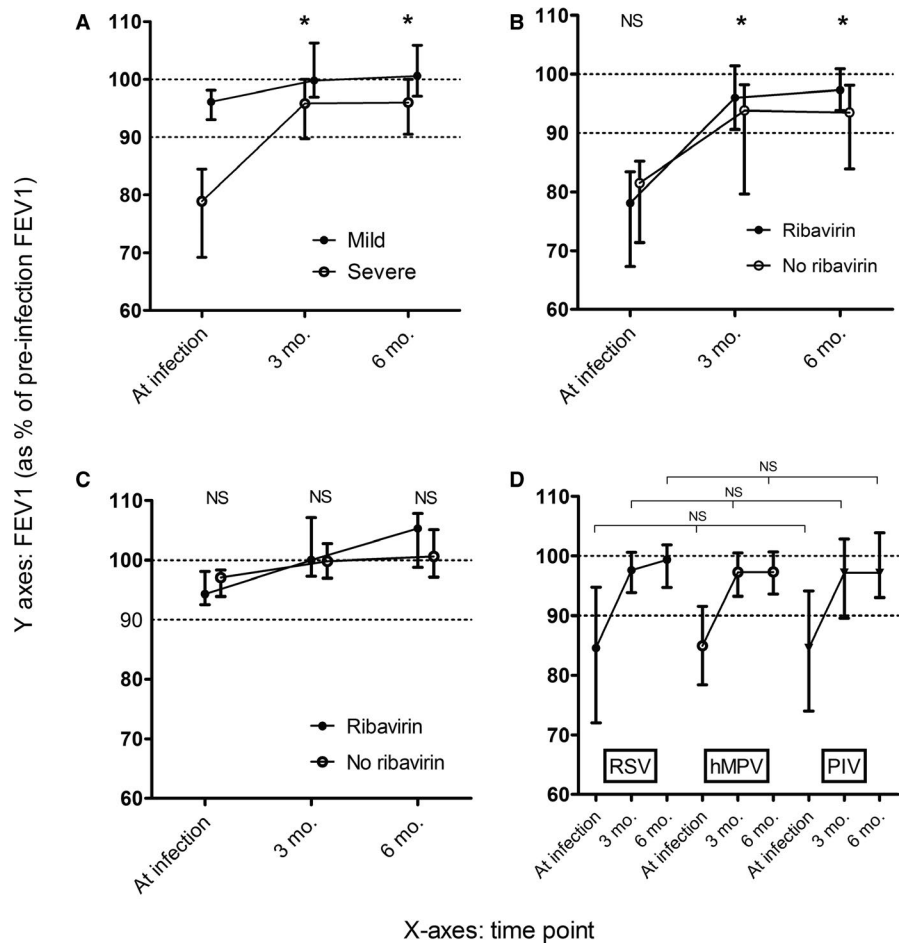 Y axes: FEV1 (as % of pre-infection FEV1)
A
* *
110
100
90
80
70
60
Mild
Severe
At infection
3 mo.
6 mo.
B
NS * *
110
100
90
80
70
60
Ribavirin
No ribavirin
At infection
3 mo.
6 mo.
C
NS NS NS
110
100
90
80
70
60
Ribavirin
No ribavirin
At infection
3 mo.
6 mo.
D
NS
NS
NS
110
100
90
80
70
60
RSV hMPV PIV
At infection
3 mo.
6 mo.
At infection
3 mo.
6 mo.
At infection
3 mo.
6 mo.
X-axes: time point